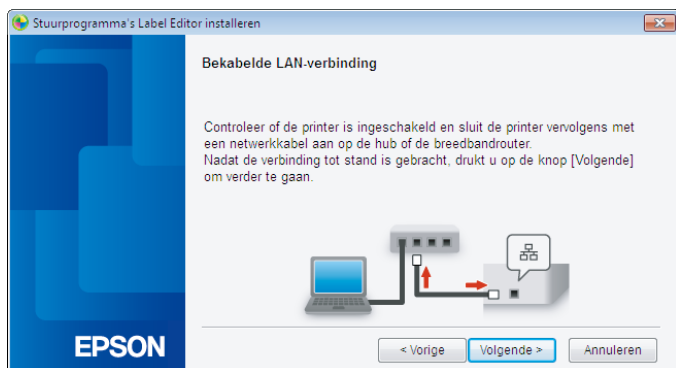 Stuurprogramma's Label Editor installeren
Bekabelde LAN-verbinding
Controleer of de printer is ingeschakeld en sluit de printer vervolgens met
een netwerkkabel aan op de hub of de breedbandrouter.
Nadat de verbinding tot stand is gebracht, drukt u op de knop [Volgende]
om verder te gaan.
EPSON
< Vorige
Volgende >
Annuleren